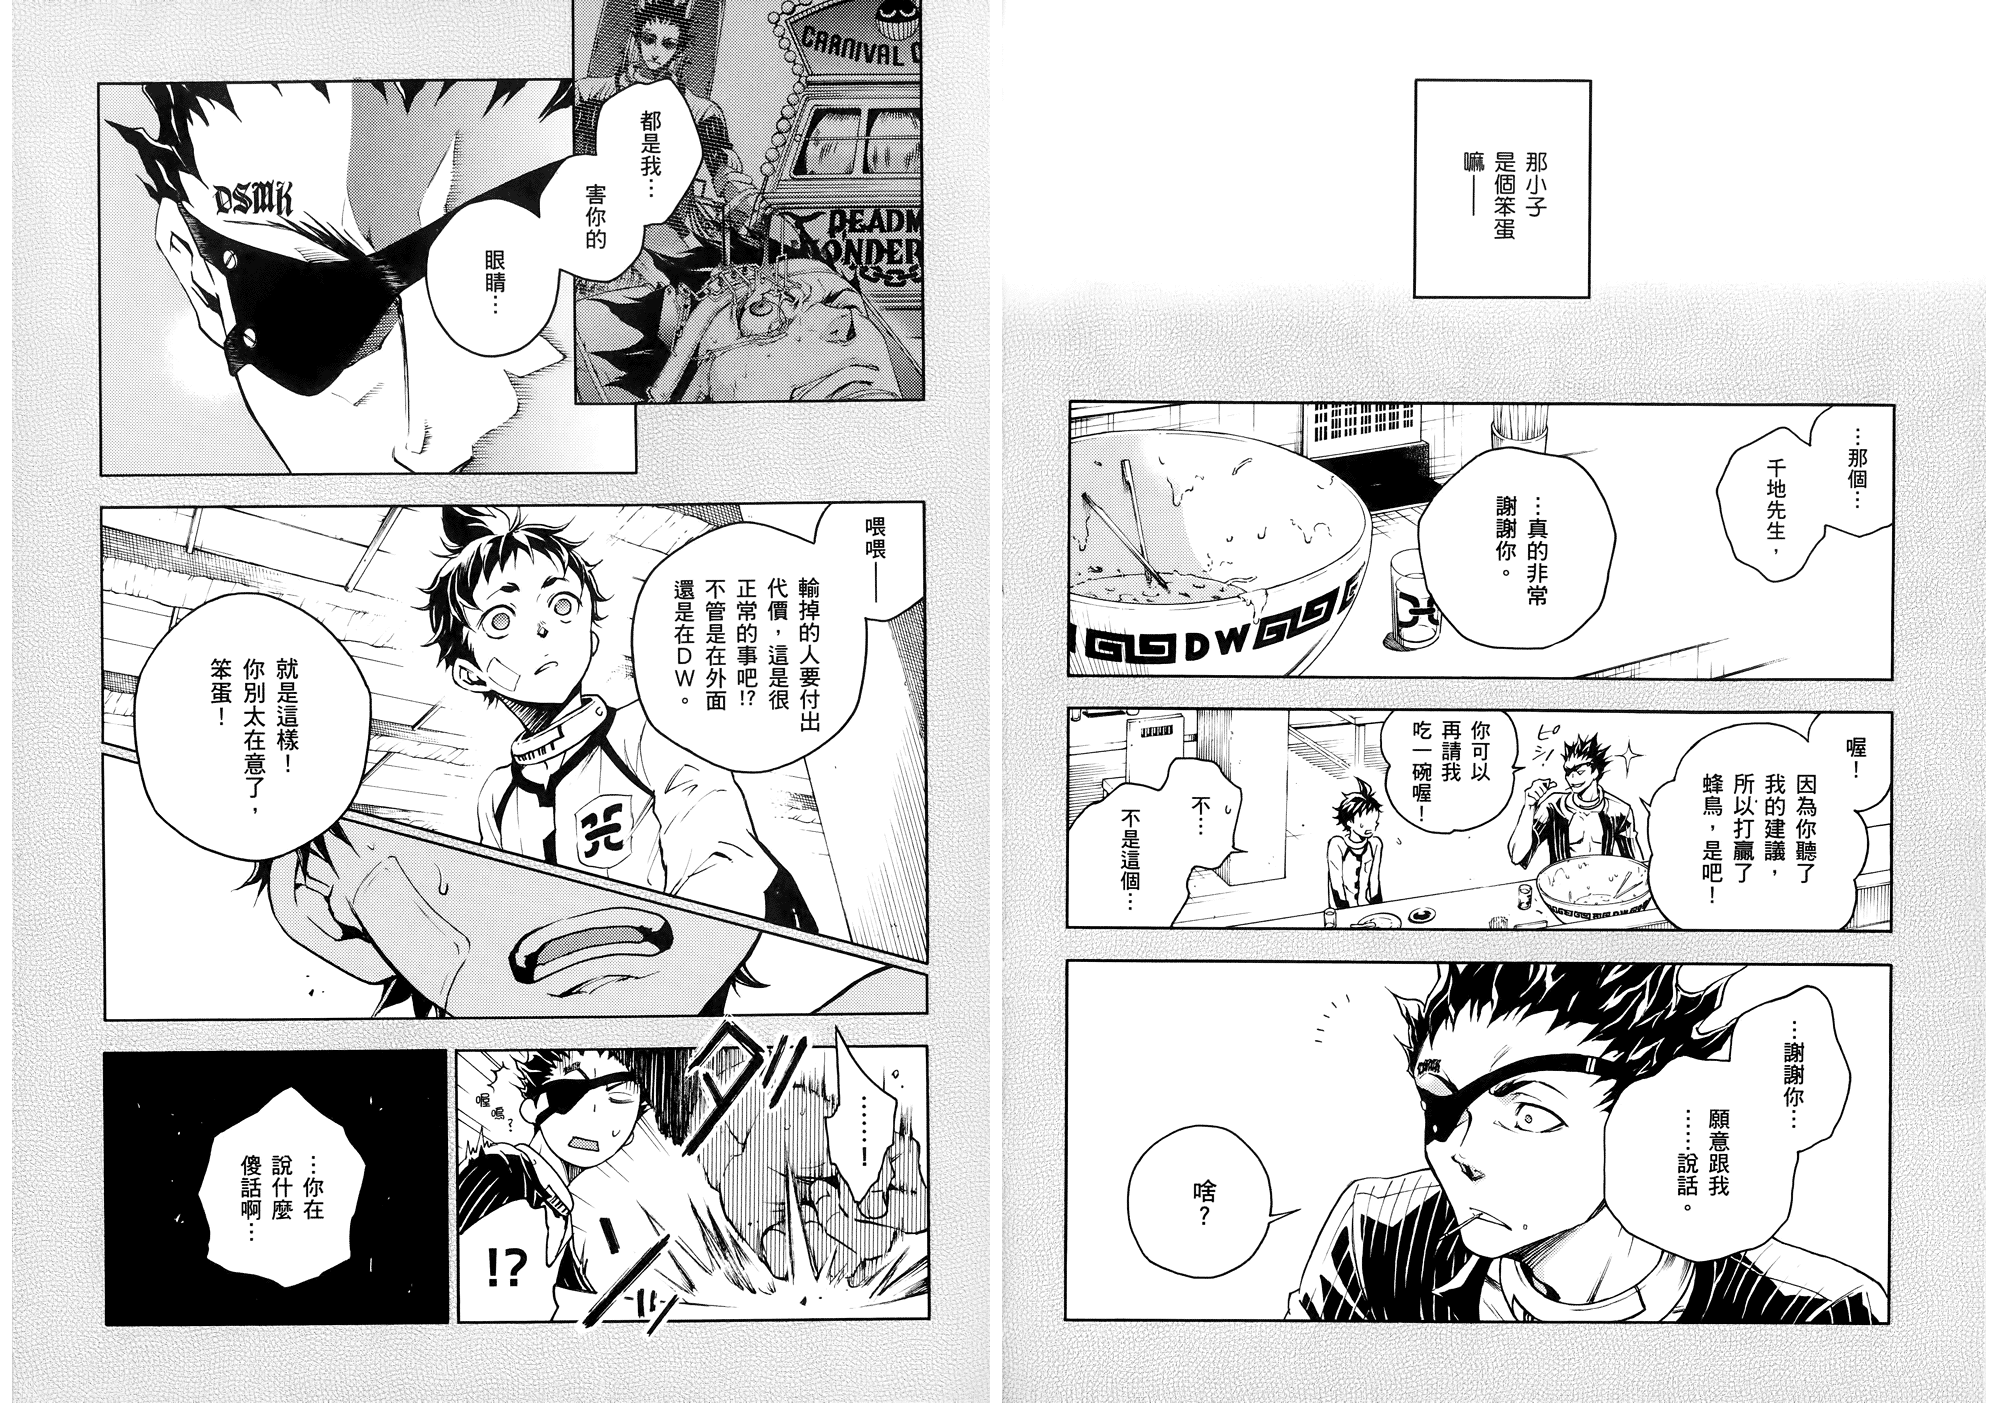 那小子
是個笨蛋
嘛——
…那個…
千地先生，
…真的非常
謝謝你。
DW
喔！
因為你聽了
我的建議，
所以打贏了
蜂鳥，是吧！
ピシ！
你可以
再請我
吃一碗喔！
不…
不是這個…
…謝謝你…
願意跟我
……說話。
DSMK
啥？
CARNIVAL C
DEADM
WONDER
都是我…
害你的
眼睛…
DSMK
喂喂——
輸掉的人要付出
代價，這是很
正常的事吧!?
不管是在外面
還是在DW。
就是這樣！
你別太在意了，
笨蛋！
……！
喔嗚？
!?
…你在
說什麼
傻話啊…